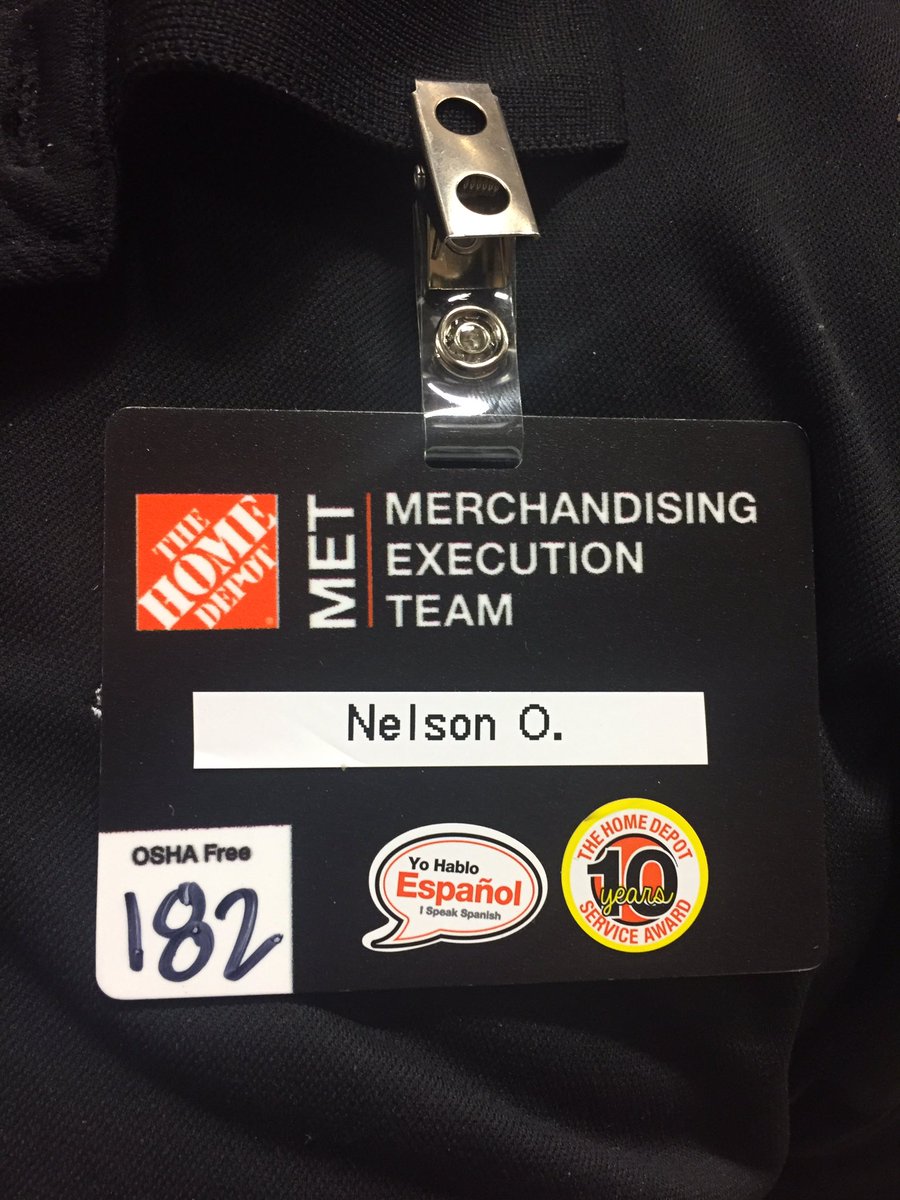 THE
HOME
DEPOT
MET
MERCHANDISING
EXECUTION
TEAM
Nelson O.
OSHA Free
182
Yo Hablo
Español
I Speak Spanish
THE HOME DEPOT
10
years
SERVICE AWARD